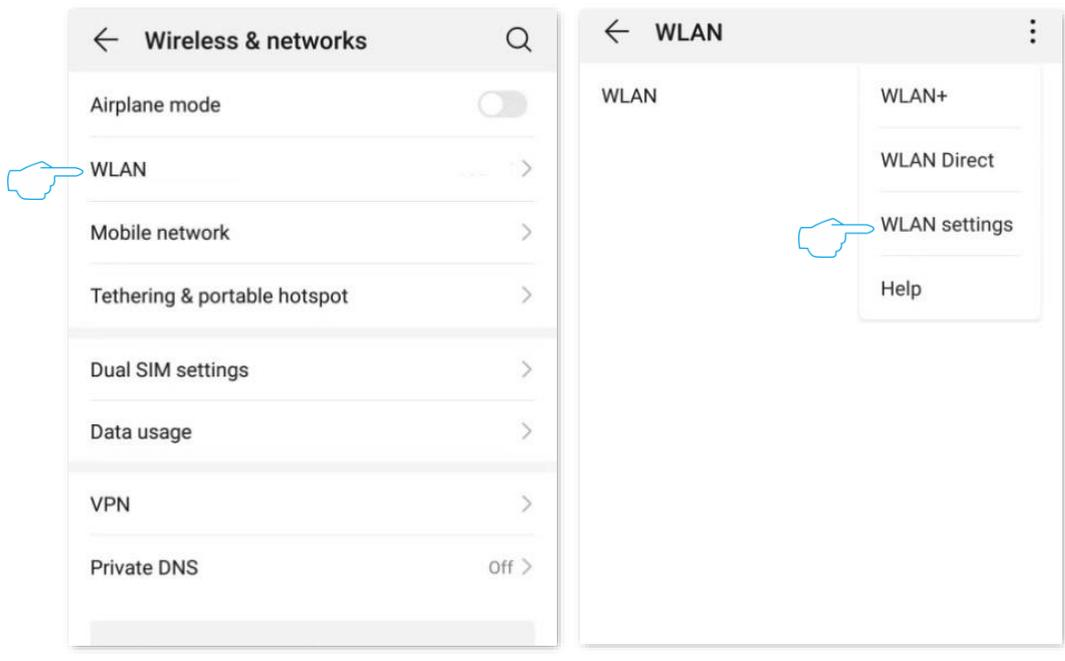 Wireless & networks
Airplane mode
WLAN
Mobile network
Tethering & portable hotspot
Dual SIM settings
Data usage
VPN
Private DNS Off
WLAN
WLAN
WLAN+
WLAN Direct
WLAN settings
Help